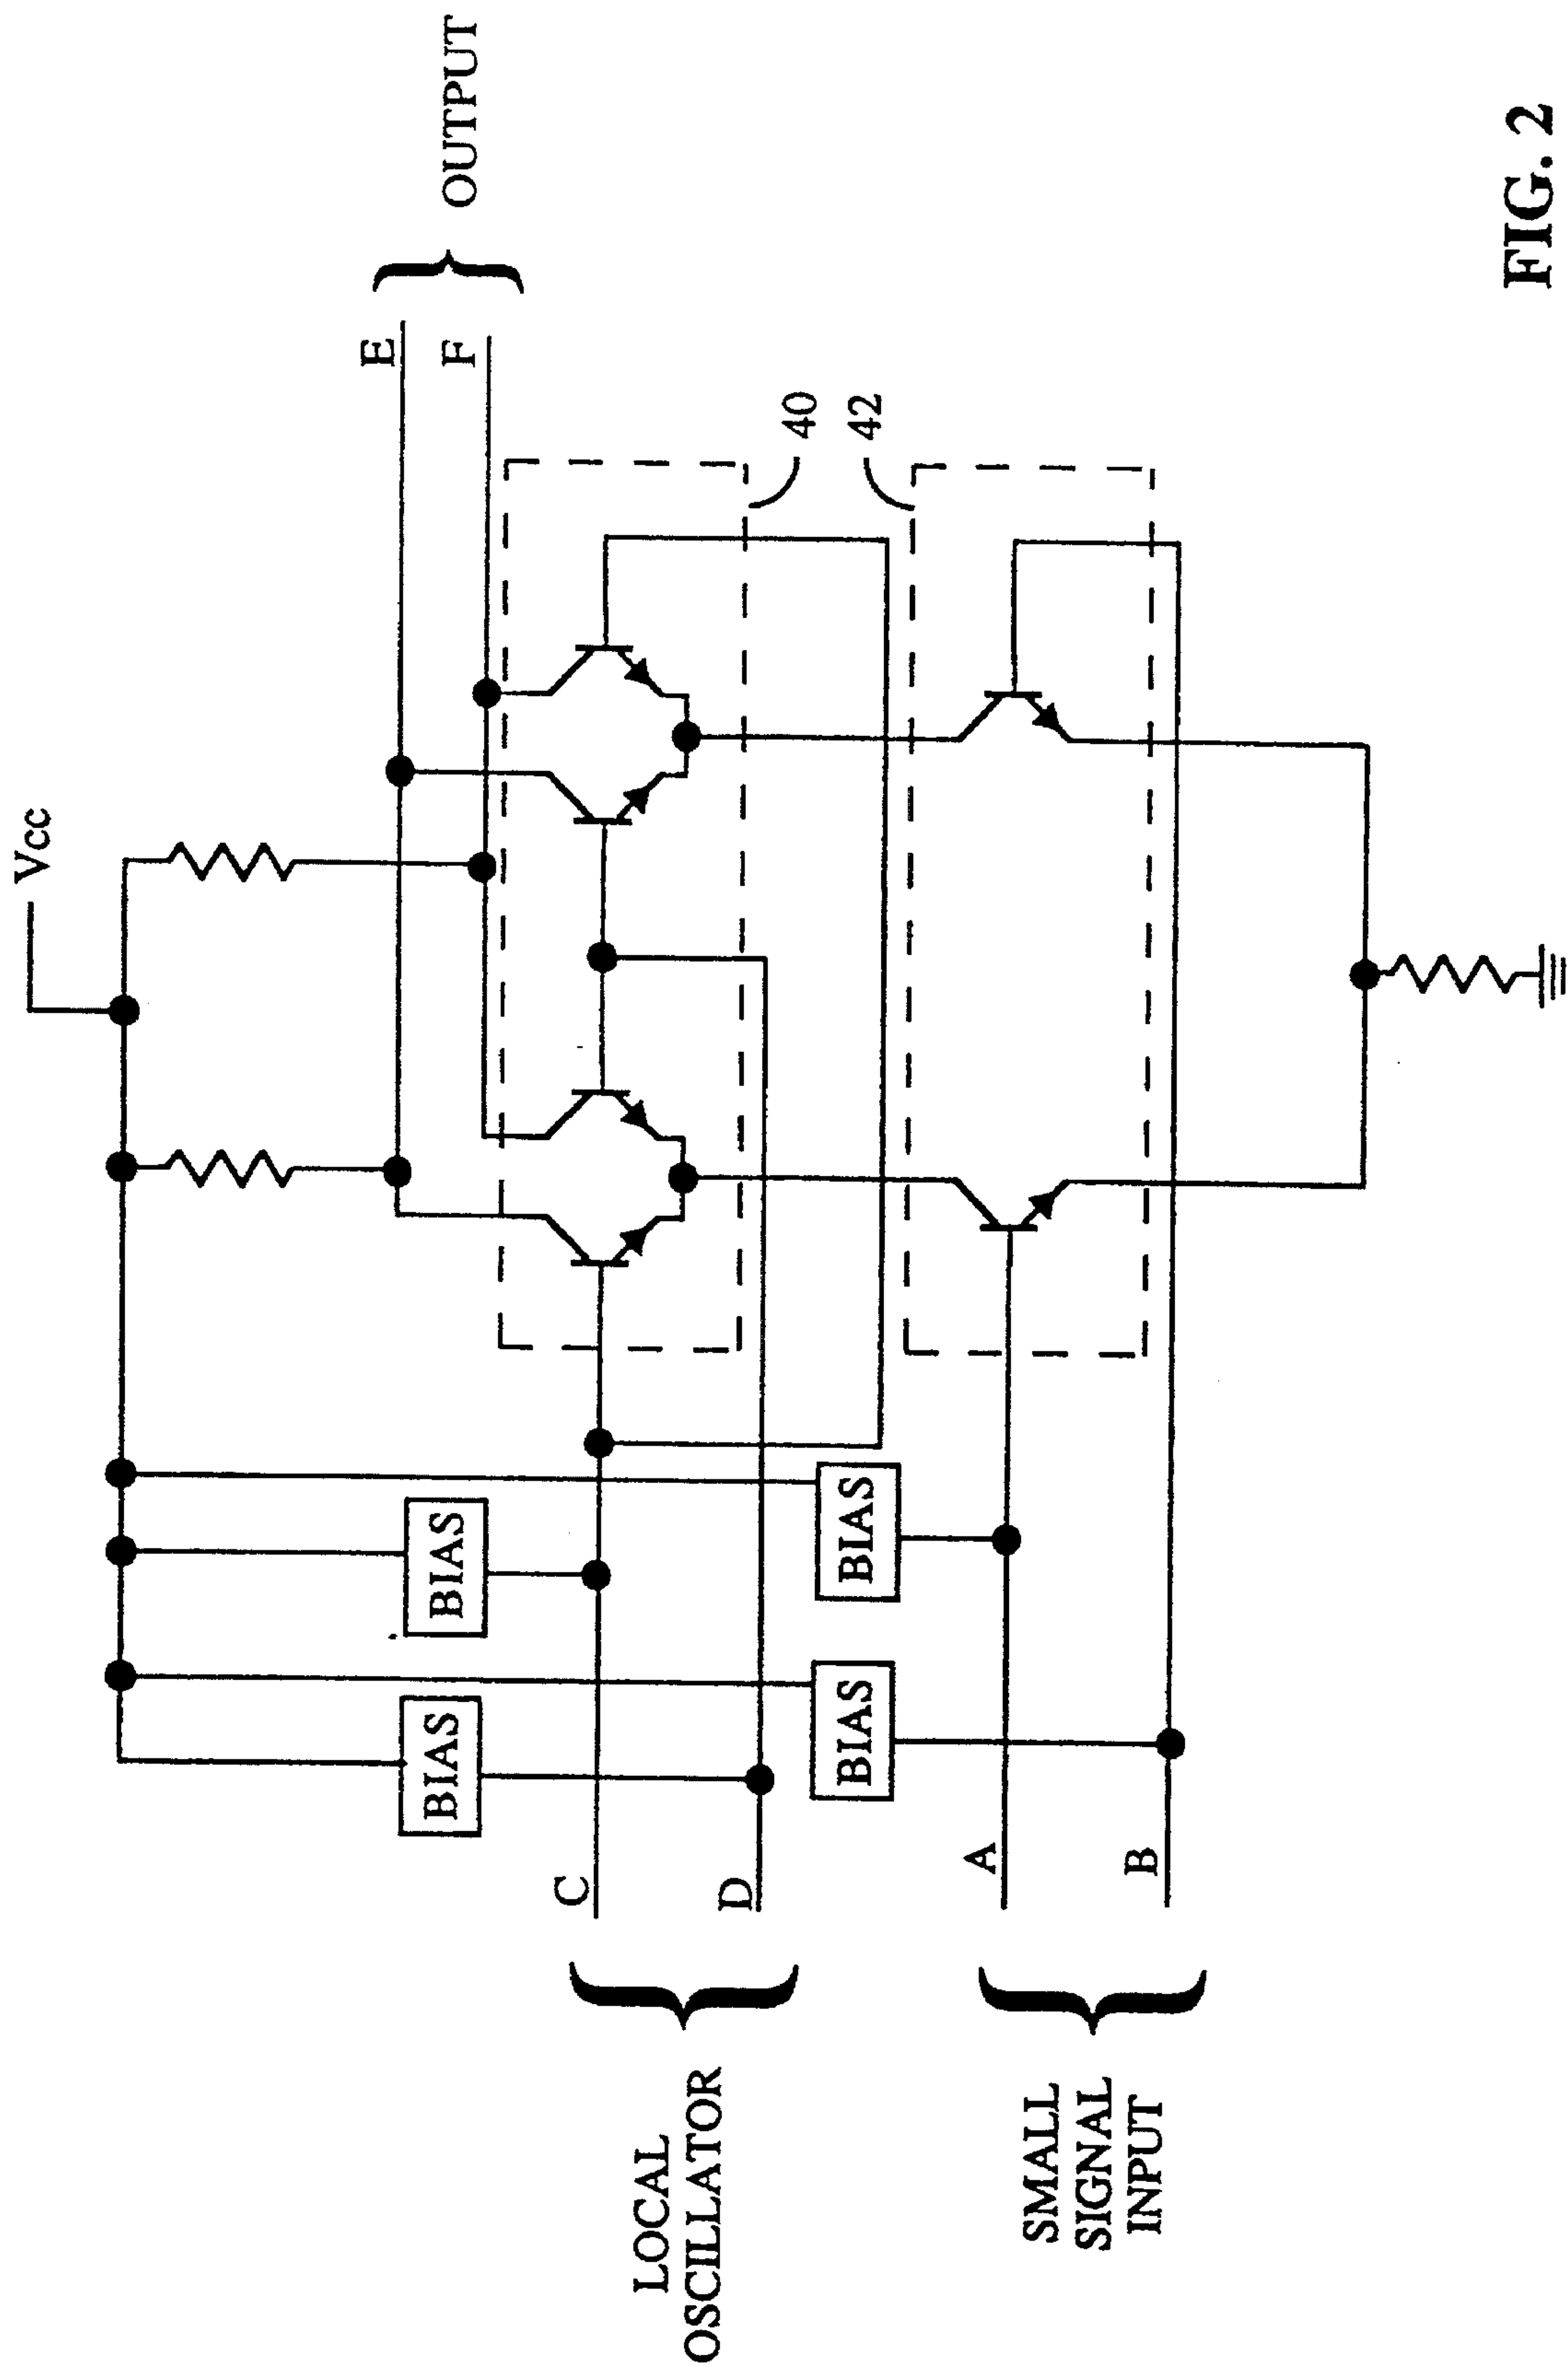 Vcc
OUTPUT
E
F
BIAS
BIAS
40
42
BIAS
BIAS
C
D
LOCAL
OSCILLATOR
A
B
SMALL
SIGNAL
INPUT
FIG. 2